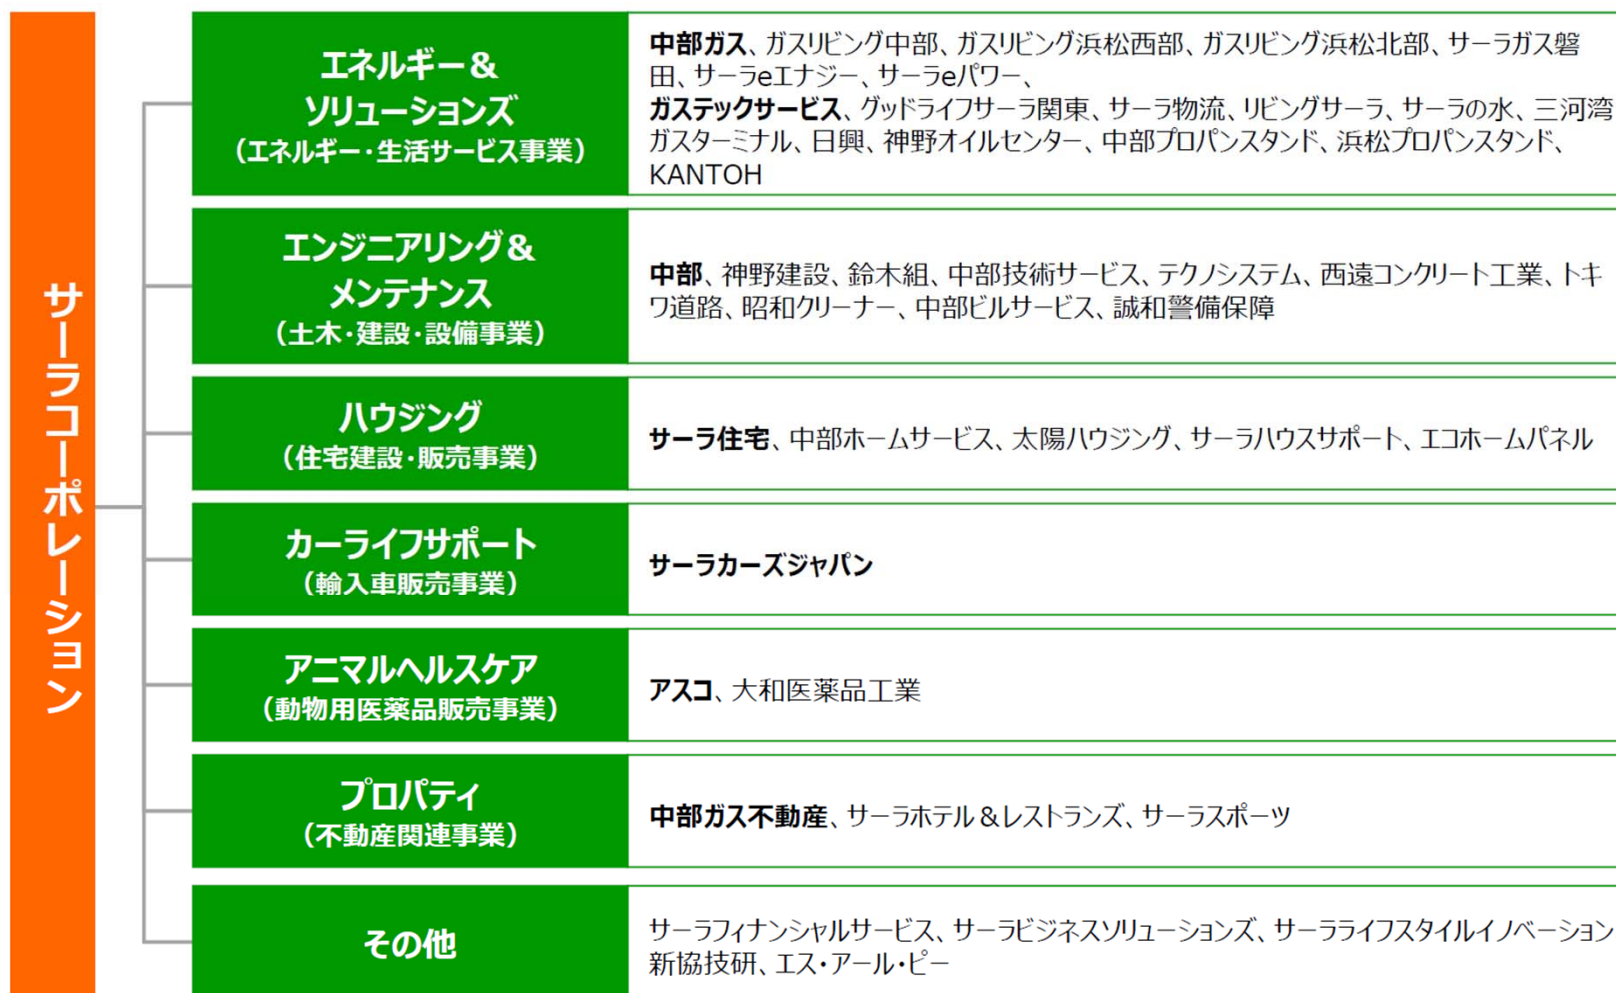 サーラコーポレーション
エネルギー&
ソリューションズ
（エネルギー・生活サービス事業）
中部ガス、ガスリビング中部、ガスリビング浜松西部、ガスリビング浜松北部、サーラガス磐
田、サーラeエナジー、サーラeパワー、
ガステックサービス、グッドライフサーラ関東、サーラ物流、リビングサーラ、サーラの水、三河湾
ガスターミナル、日興、神野オイルセンター、中部プロパンスタンド、浜松プロパンスタンド、
KANTOH
エンジニアリング&
メンテナンス
（土木・建設・設備事業）
中部、神野建設、鈴木組、中部技術サービス、テクノシステム、西遠コンクリート工業、トキ
ワ道路、昭和クリーナー、中部ビルサービス、誠和警備保障
ハウジング
（住宅建設・販売事業）
サーラ住宅、中部ホームサービス、太陽ハウジング、サーラハウスサポート、エコホームパネル
カーライフサポート
（輸入車販売事業）
サーラカーズジャパン
アニマルヘルスケア
（動物用医薬品販売事業）
アスコ、大和医薬品工業
プロパティ
（不動産関連事業）
中部ガス不動産、サーラホテル&レストランズ、サーラスポーツ
その他
サーラフィナンシャルサービス、サーラビジネスソリューションズ、サーラライフスタイルイノベーション
新協技研、エス・アール・ピー